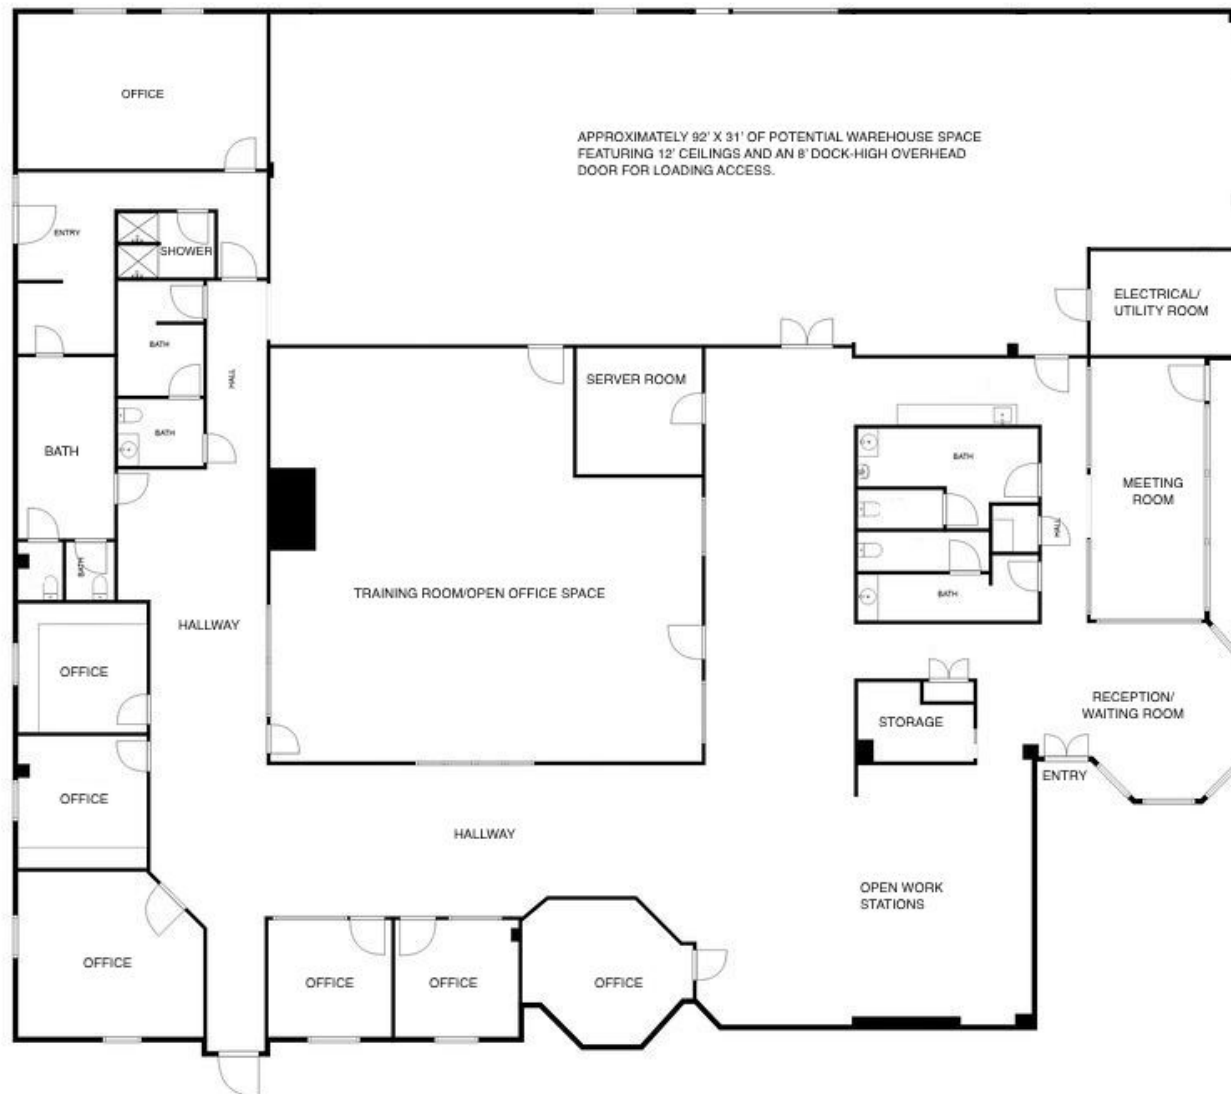 OFFICE
APPROXIMATELY 92' X 31' OF POTENTIAL WAREHOUSE SPACE
FEATURING 12' CEILINGS AND AN 8' DOCK-HIGH OVERHEAD
DOOR FOR LOADING ACCESS.
ENTRY
SHOWER
ELECTRICAL/
UTILITY ROOM
BATH
HALL
SERVER ROOM
BATH
BATH
BATH
MEETING
ROOM
HALL
BATH
BATH
TRAINING ROOM/OPEN OFFICE SPACE
HALLWAY
OFFICE
RECEPTION/
WAITING ROOM
STORAGE
ENTRY
OFFICE
HALLWAY
OPEN WORK
STATIONS
OFFICE
OFFICE
OFFICE
OFFICE